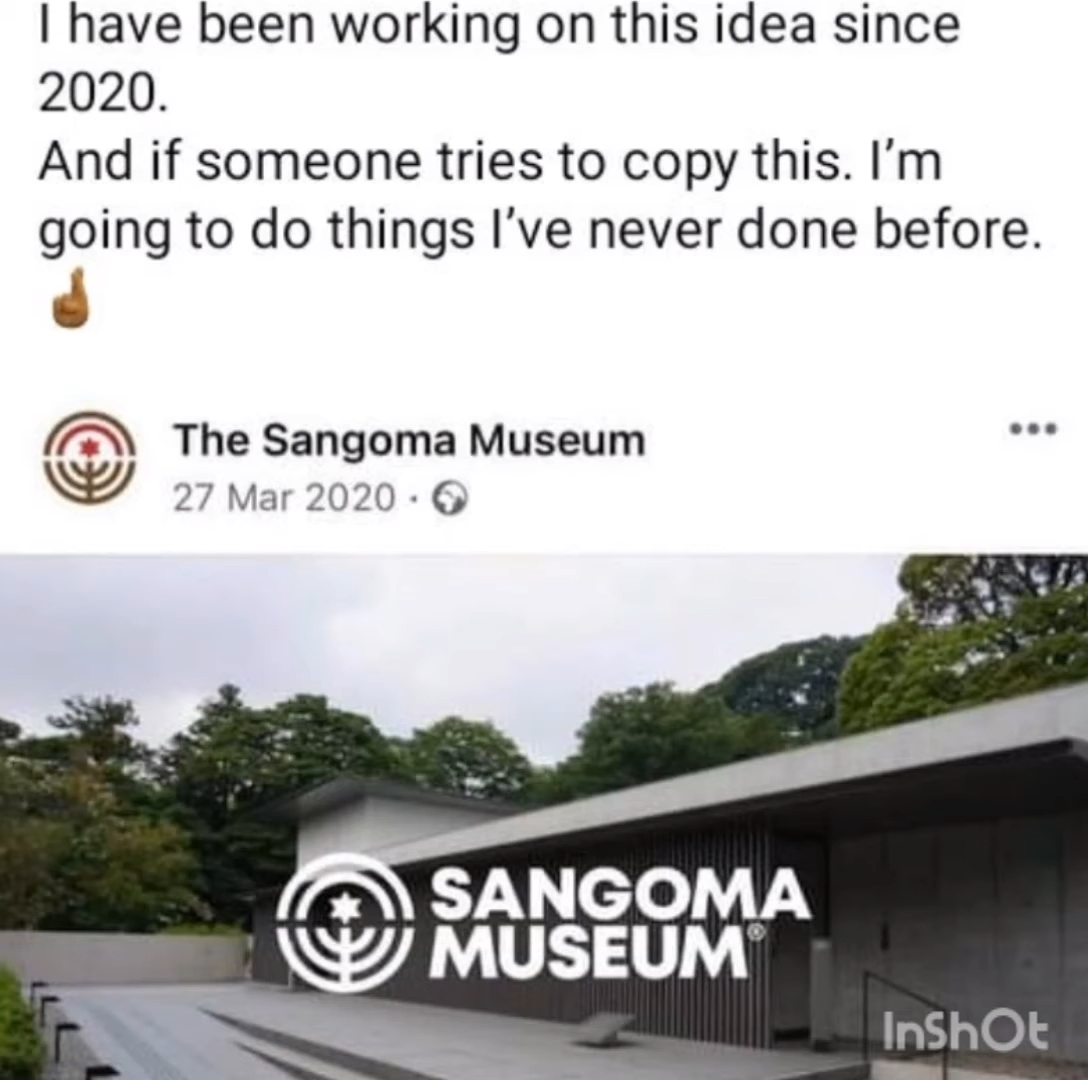 I have been working on this idea since
2020.
And if someone tries to copy this. I'm
going to do things I've never done before.
🤞🏾
The Sangoma Museum
27 Mar 2020 ·
SANGOMA
MUSEUM®
InShOt